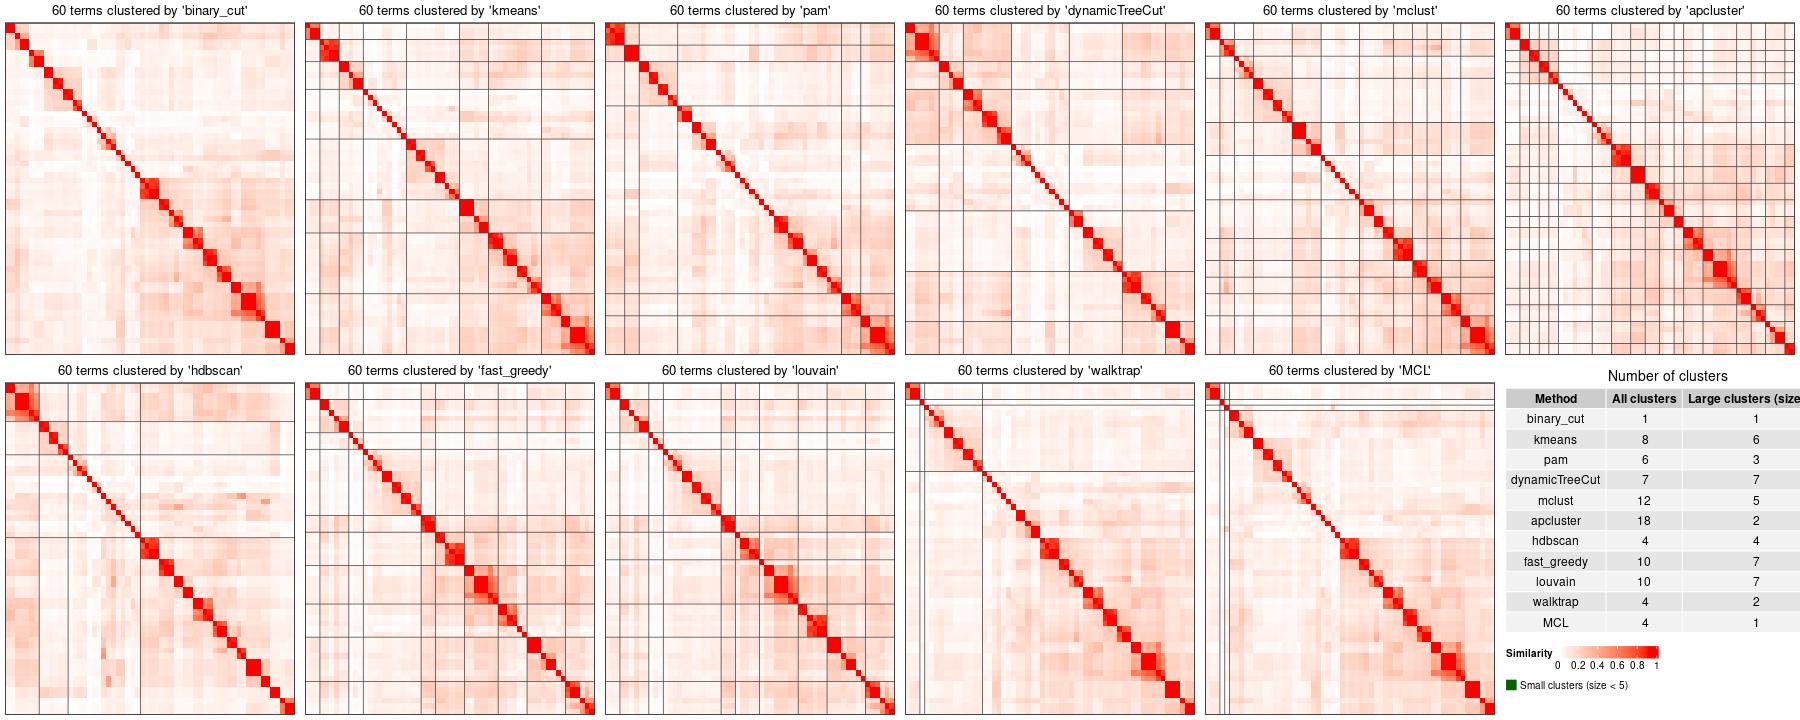 60 terms clustered by 'binary_cut'
60 terms clustered by 'kmeans'
60 terms clustered by 'pam'
60 terms clustered by 'dynamicTreeCut'
60 terms clustered by 'mclust'
60 terms clustered by 'apcluster'
60 terms clustered by 'hdbscan'
60 terms clustered by 'fast_greedy'
60 terms clustered by 'louvain'
60 terms clustered by 'walktrap'
60 terms clustered by 'MCL'
Number of clusters
Method All clusters Large clusters (size
binary_cut 1 1
kmeans 8 6
pam 6 3
dynamicTreeCut 7 7
mclust 12 5
apcluster 18 2
hdbscan 4 4
fast_greedy 10 7
louvain 10 7
walktrap 4 2
MCL 4 1
Similarity
0 0.2 0.4 0.6 0.8 1
Small clusters (size < 5)